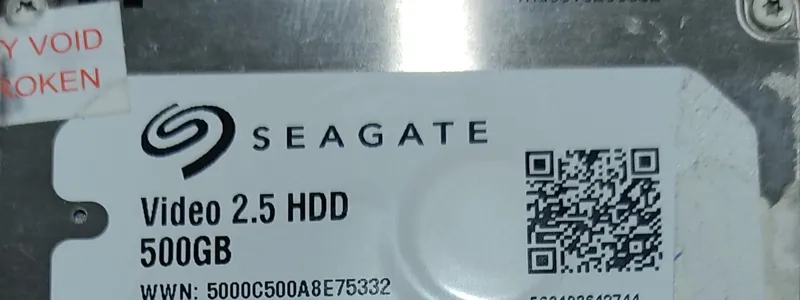 Y VOID
ROKEN
SEAGATE
Video 2.5 HDD
500GB
WWN: 5000C500A8E75332